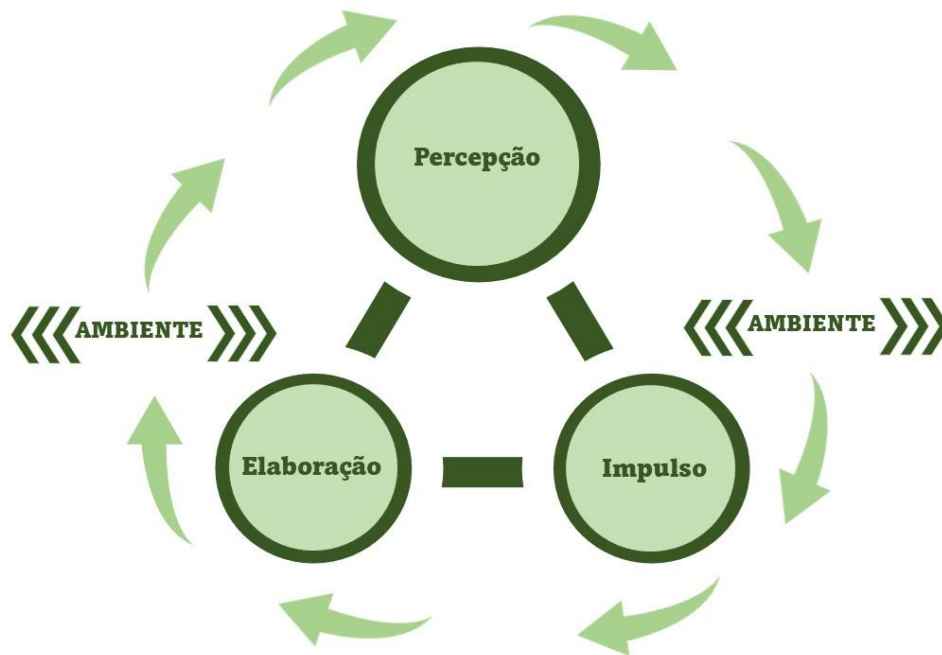 Percepção
AMBIENTE
AMBIENTE
Elaboração
Impulso